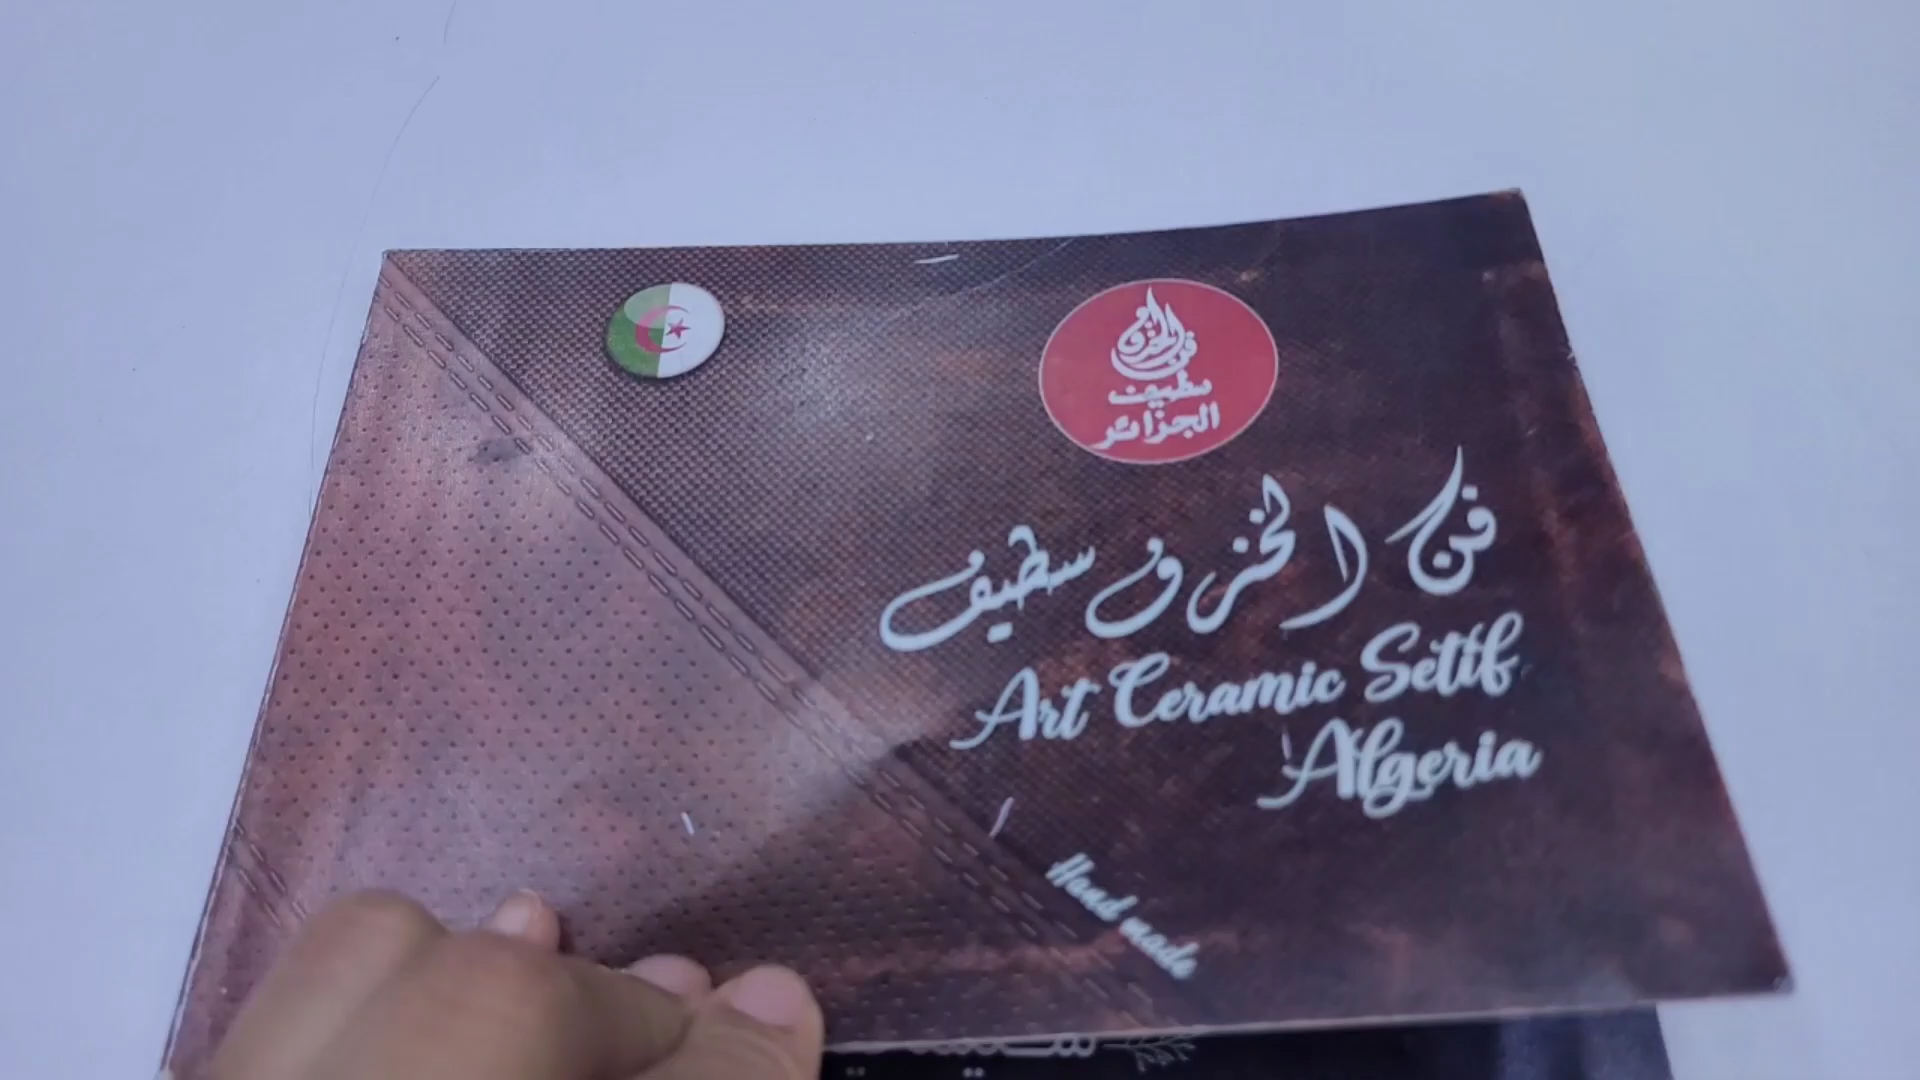 فن الخزف
سطيف
الجزائر
فن الخزف سطيف
Art Ceramic Setif
Algeria
Hand made